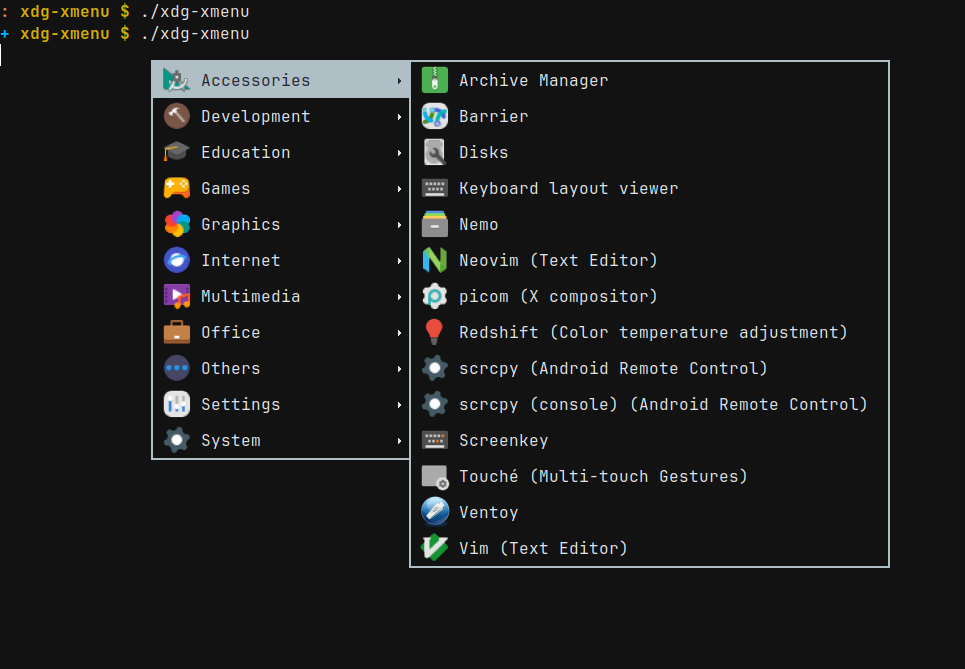 : xdg-xmenu $ ./xdg-xmenu
+ xdg-xmenu $ ./xdg-xmenu
Accessories
Development
Education
Games
Graphics
Internet
Multimedia
Office
Others
Settings
System
Archive Manager
Barrier
Disks
Keyboard layout viewer
Nemo
Neovim (Text Editor)
picom (X compositor)
Redshift (Color temperature adjustment)
scrcpy (Android Remote Control)
scrcpy (console) (Android Remote Control)
Screenkey
Touché (Multi-touch Gestures)
Ventoy
Vim (Text Editor)